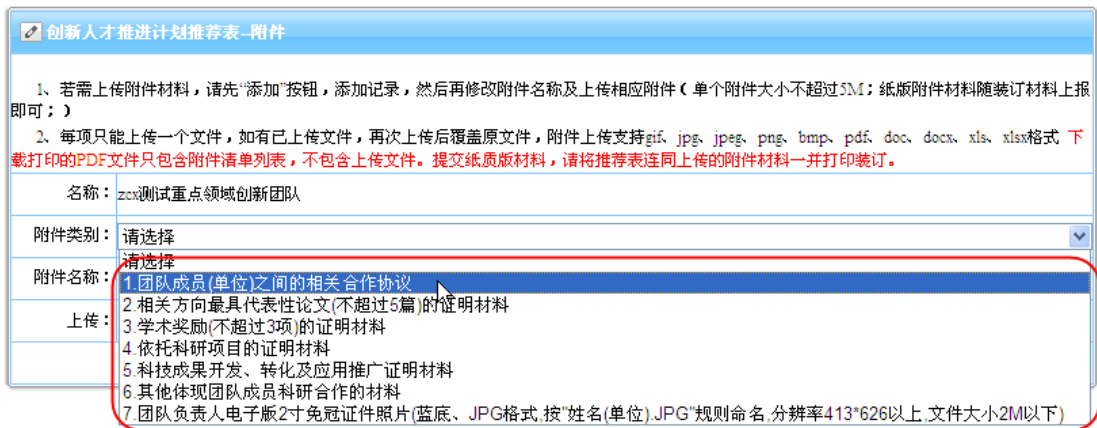 创新人才推进计划推荐表--附件
1、若需上传附件材料，请先“添加”按钮，添加记录，然后再修改附件名称及上传相应附件（单个附件大小不超过5M；纸版附件材料随装订材料上报
即可；）
2、每项只能上传一个文件，如有已上传文件，再次上传后覆盖原文件，附件上传支持gif、jpg、jpeg、png、bmp、pdf、doc、docx、xls、xlsx格式 下
载打印的PDF文件只包含附件清单列表，不包含上传文件。提交纸质版材料，请将推荐表连同上传的附件材料一并打印装订。
名称：zcx测试重点领域创新团队
附件类别：请选择
请选择
附件名称：
1.团队成员(单位)之间的相关合作协议
2.相关方向最具代表性论文(不超过5篇)的证明材料
上传：
3.学术奖励(不超过3项)的证明材料
4.依托科研项目的证明材料
5.科技成果开发、转化及应用推广证明材料
6.其他体现团队成员科研合作的材料
7.团队负责人电子版2寸免冠证件照片(蓝底、JPG格式,按"姓名(单位).JPG"规则命名,分辨率413*626以上,文件大小2M以下)